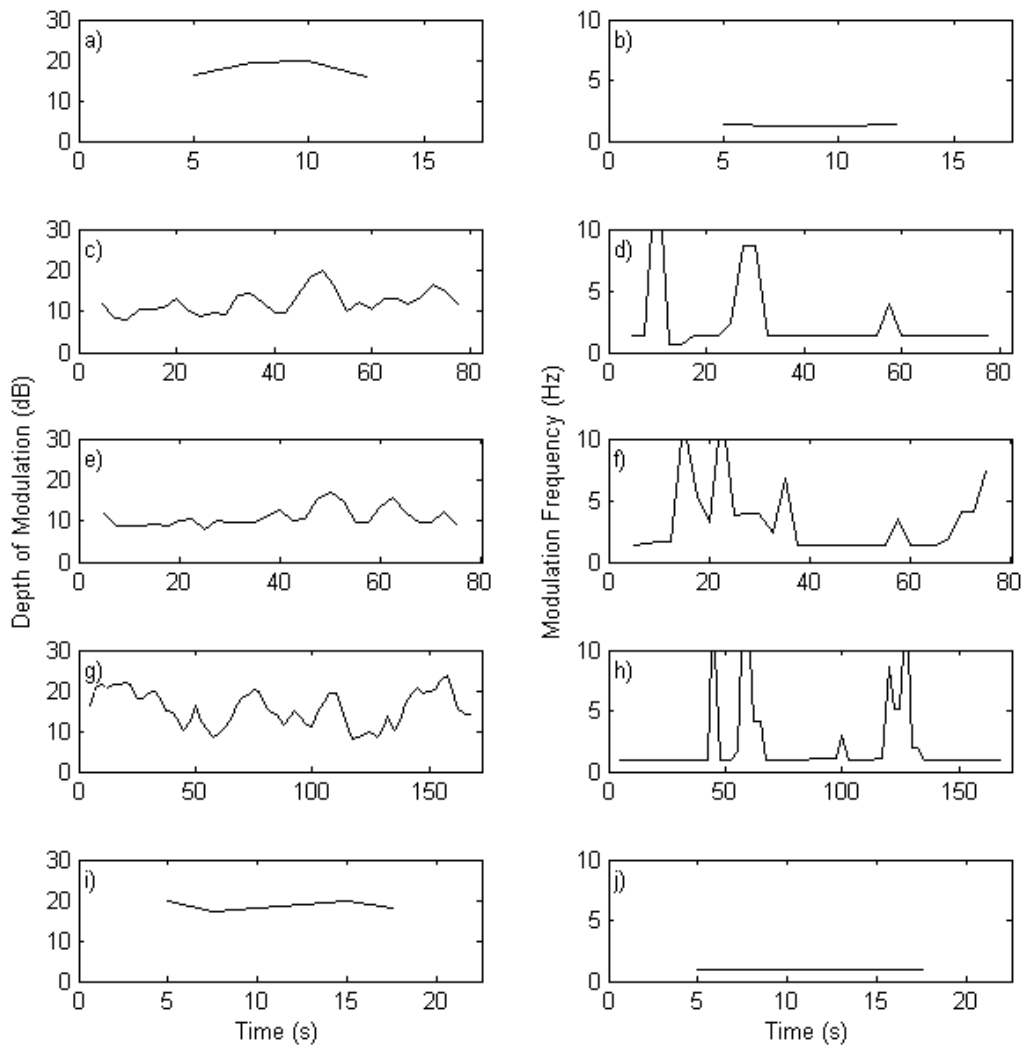 30
20
10
0
a)
0 5 10 15
10
5
0
b)
0 5 10 15
30
20
10
0
c)
0 20 40 60 80
10
5
0
d)
0 20 40 60 80
30
20
10
0
e)
0 20 40 60 80
10
5
0
f)
0 20 40 60 80
30
20
10
0
g)
0 50 100 150
10
5
0
h)
0 50 100 150
30
20
10
0
i)
0 5 10 15 20
10
5
0
j)
0 5 10 15 20
Depth of Modulation (dB)
Modulation Frequency (Hz)
Time (s)
Time (s)